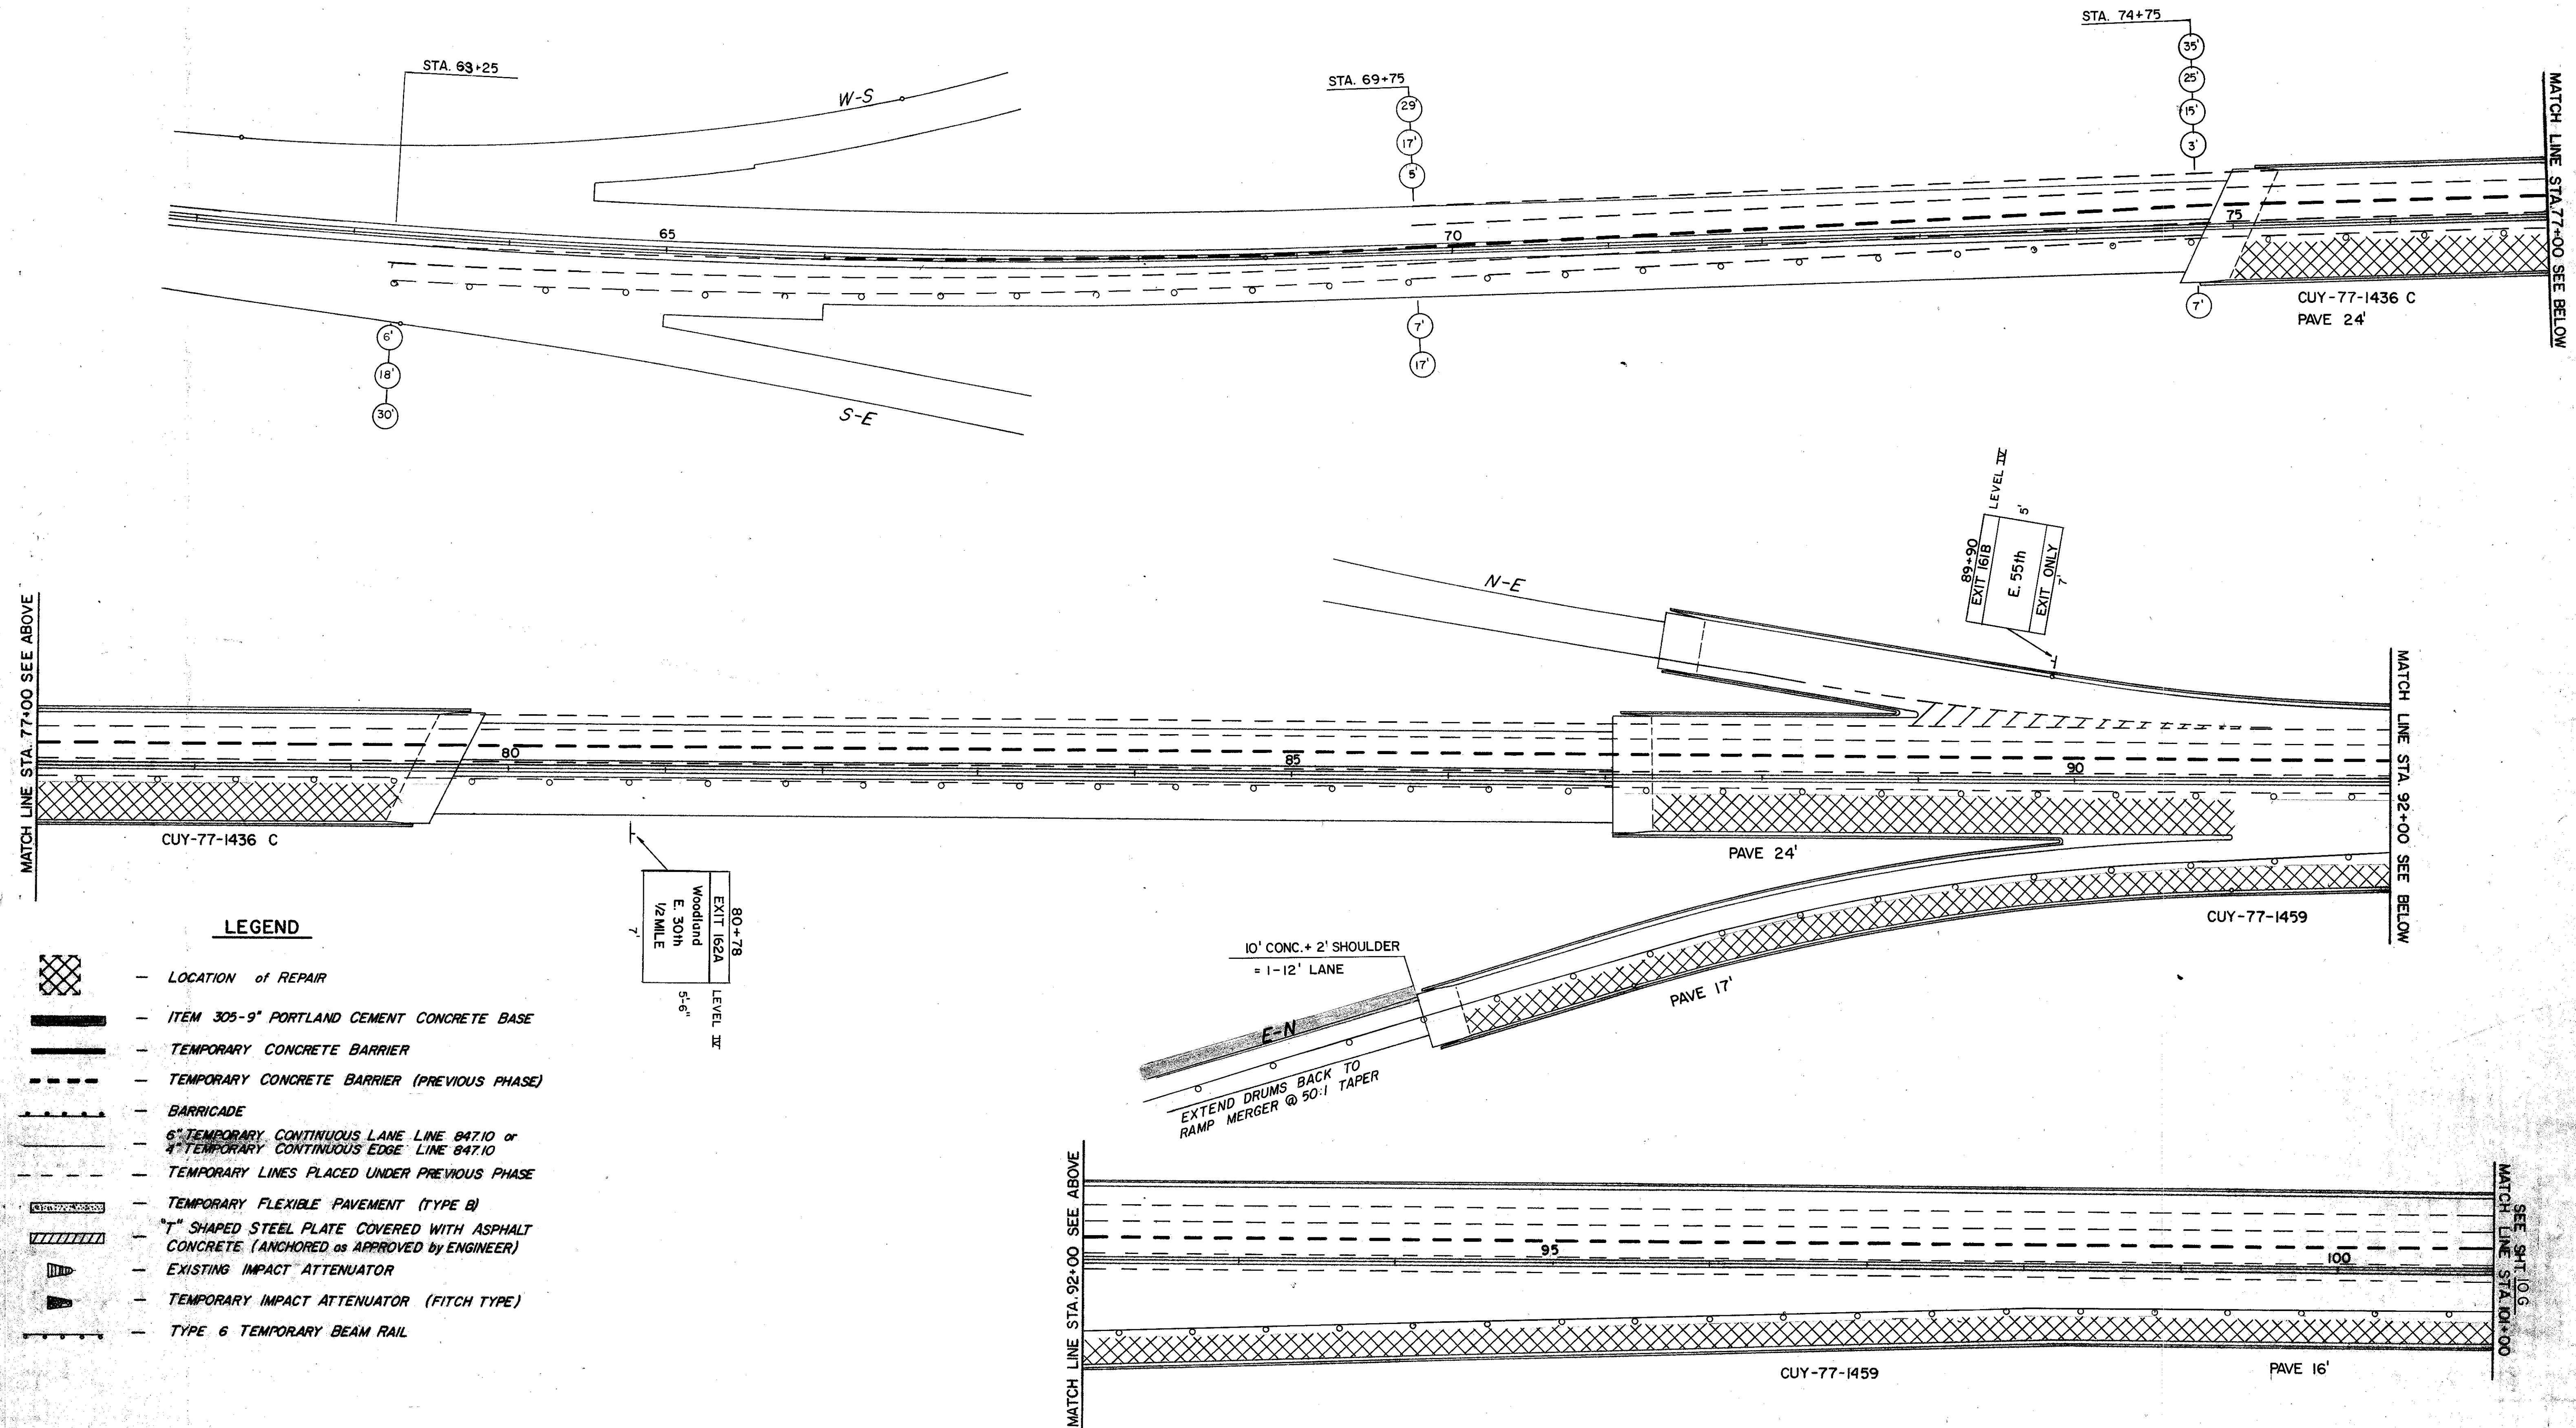 STA. 63+25
W-S
STA. 69+75
29'
17'
5'
STA. 74+75
35'
25'
15'
3'
MATCH LINE STA. 77+00 SEE BELOW
65
70
75
6'
18'
30'
S-E
7'
17'
7'
CUY-77-1436 C
PAVE 24'
MATCH LINE STA. 77+00 SEE ABOVE
80
85
90
N-E
LEVEL IV
89+90
EXIT 161B
E. 55th
EXIT ONLY
5'
7'
MATCH LINE STA. 92+00 SEE BELOW
CUY-77-1436 C
80+78
EXIT 162A
Woodland
E. 30th
1/2 MILE
7'
5'-6"
LEVEL IV
PAVE 24'
CUY-77-1459
PAVE 17'
10' CONC.+ 2' SHOULDER
= 1-12' LANE
E-N
EXTEND DRUMS BACK TO
RAMP MERGER @ 50:1 TAPER
LEGEND
- LOCATION of REPAIR
- ITEM 305-9" PORTLAND CEMENT CONCRETE BASE
- TEMPORARY CONCRETE BARRIER
- TEMPORARY CONCRETE BARRIER (PREVIOUS PHASE)
- BARRICADE
- 6" TEMPORARY CONTINUOUS LANE LINE 847.10 or
4" TEMPORARY CONTINUOUS EDGE LINE 847.10
- TEMPORARY LINES PLACED UNDER PREVIOUS PHASE
- TEMPORARY FLEXIBLE PAVEMENT (TYPE B)
- "T" SHAPED STEEL PLATE COVERED WITH ASPHALT
CONCRETE (ANCHORED as APPROVED by ENGINEER)
- EXISTING IMPACT ATTENUATOR
- TEMPORARY IMPACT ATTENUATOR (FITCH TYPE)
- TYPE 6 TEMPORARY BEAM RAIL
MATCH LINE STA. 92+00 SEE ABOVE
95
100
CUY-77-1459
PAVE 16'
SEE SHT. 10 G
MATCH LINE STA. 101+00